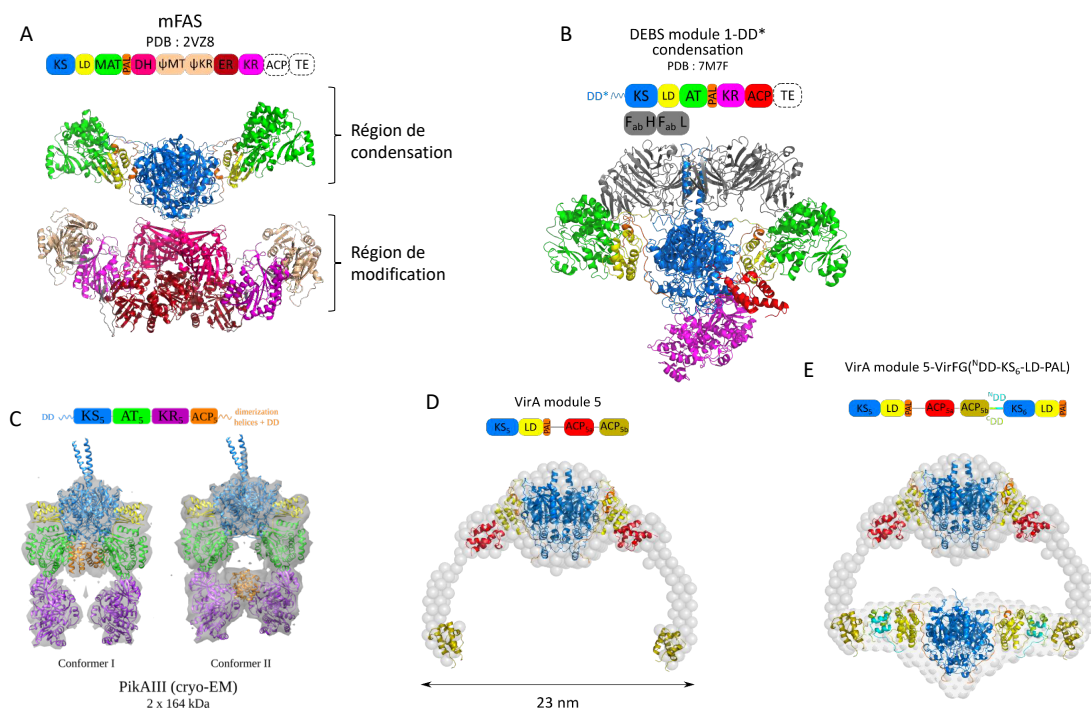 A
mFAS
PDB : 2VZ8
KS LD MAT PAL DH ψMT ψKR ER KR ACP TE
Région de
condensation
Région de
modification
B
DEBS module 1-DD*
condensation
PDB : 7M7F
DD* KS LD AT PAL KR ACP TE
Fab H Fab L
C
DD KS5 AT5 KR5 ACP5 dimerization
helices + DD
Conformer I Conformer II
PikAIII (cryo-EM)
2 x 164 kDa
D
VirA module 5
KS5 LD PAL ACP5a ACP5b
23 nm
E
VirA module 5-VirFG(NDD-KS6-LD-PAL)
NDD
KS5 LD PAL ACP5a ACP5b KS6 LD PAL
CDD